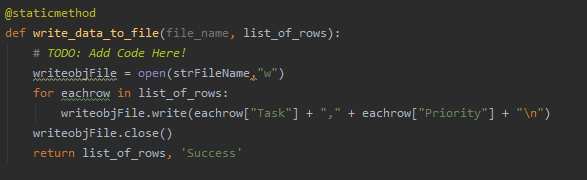 @staticmethod
def write_data_to_file(file_name, list_of_rows):
    # TODO: Add Code Here!
    writeobjFile = open(strFileName,"w")
    for eachrow in list_of_rows:
        writeobjFile.write(eachrow["Task"] + "," + eachrow["Priority"] + "\n")
    writeobjFile.close()
    return list_of_rows, 'Success'